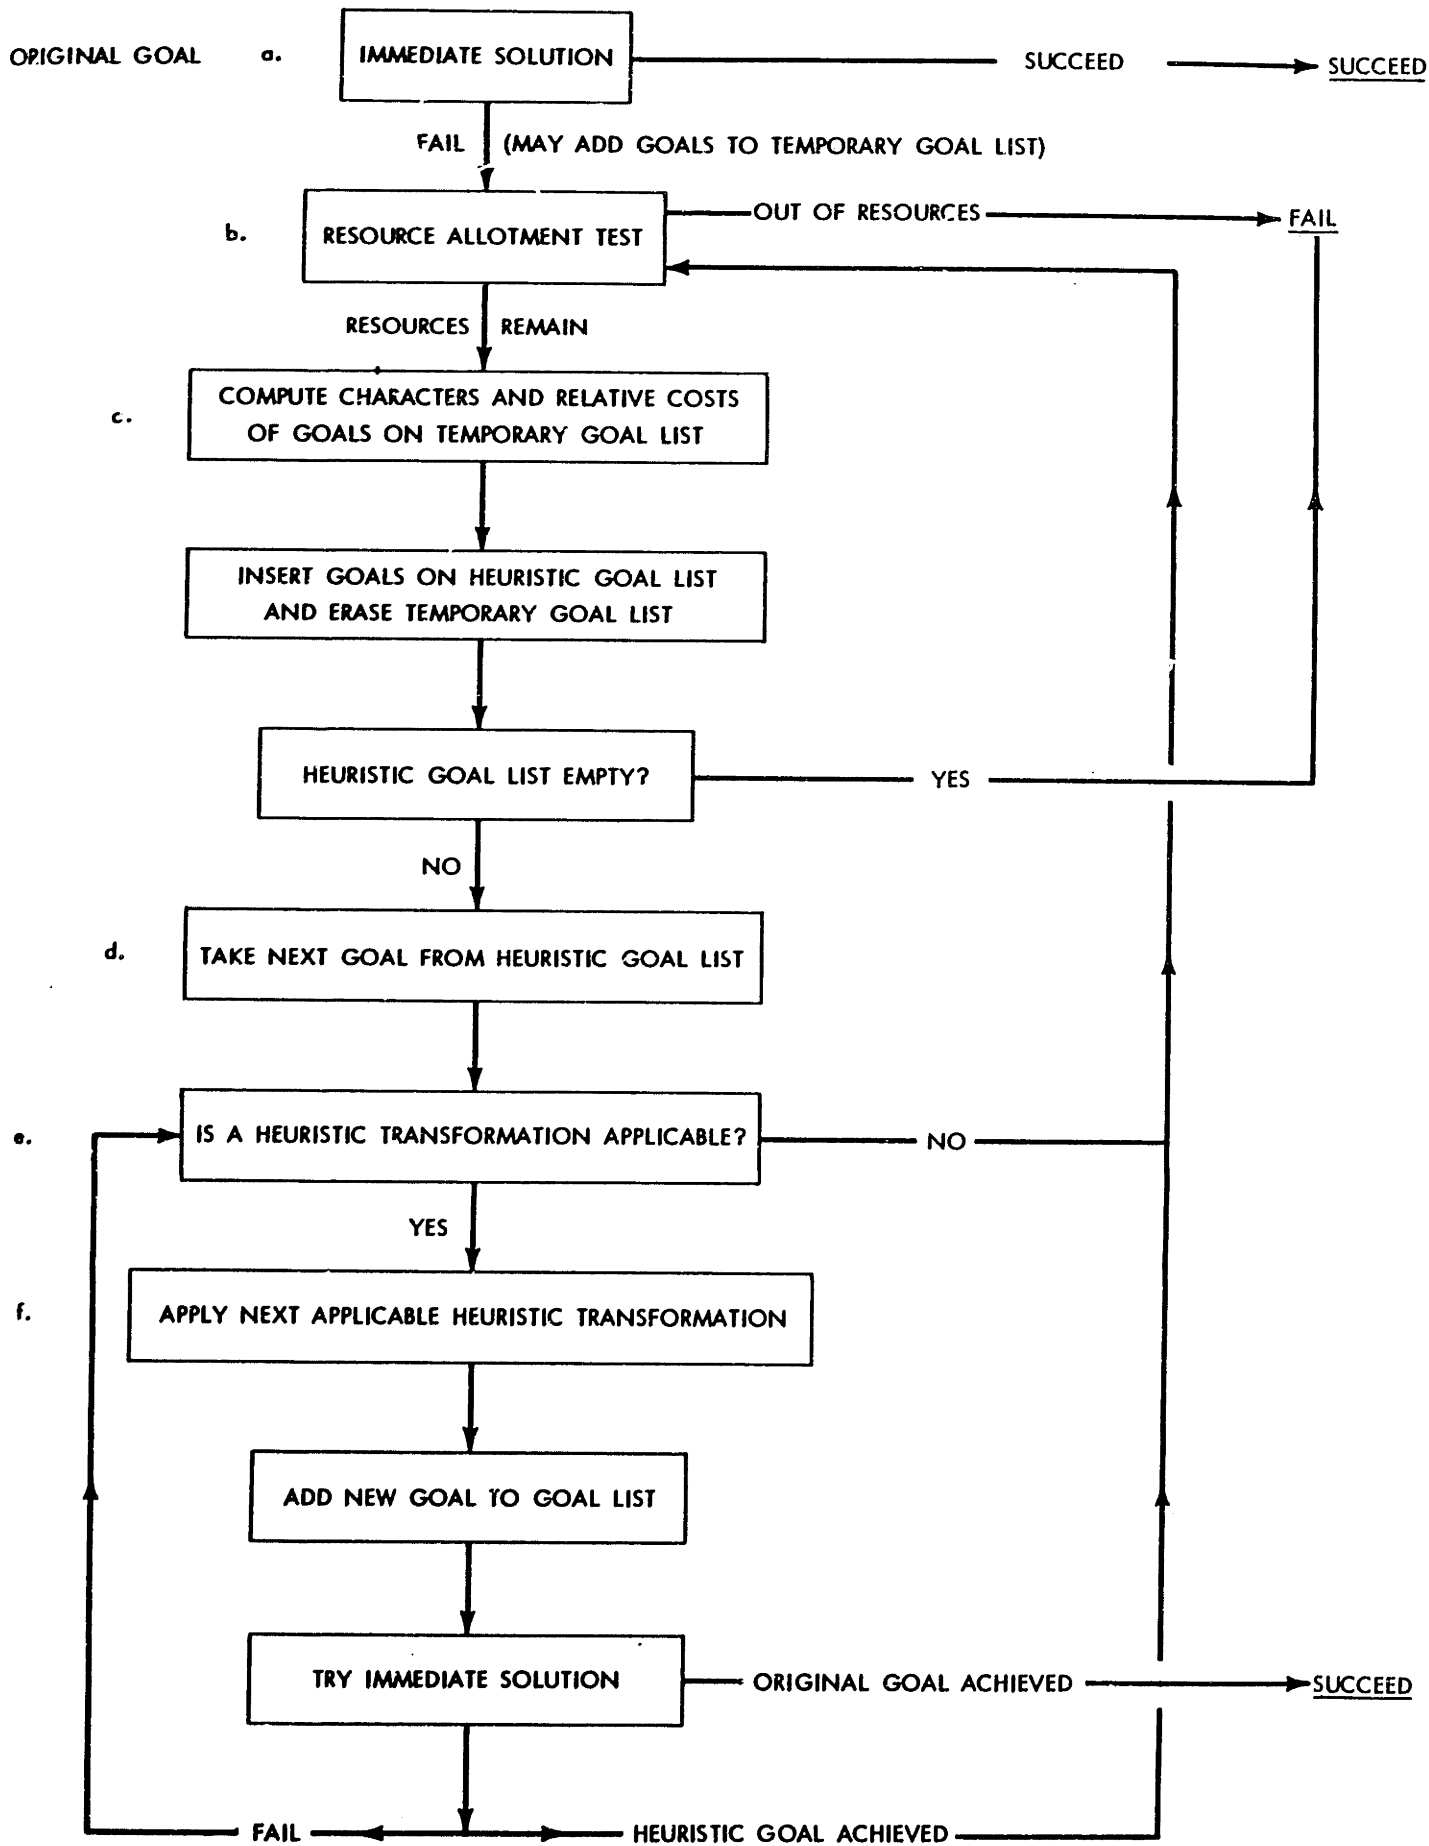 ORIGINAL GOAL a. IMMEDIATE SOLUTION SUCCEED SUCCEED
FAIL (MAY ADD GOALS TO TEMPORARY GOAL LIST)
OUT OF RESOURCES FAIL
b. RESOURCE ALLOTMENT TEST
RESOURCES REMAIN
c. COMPUTE CHARACTERS AND RELATIVE COSTS
OF GOALS ON TEMPORARY GOAL LIST
INSERT GOALS ON HEURISTIC GOAL LIST
AND ERASE TEMPORARY GOAL LIST
HEURISTIC GOAL LIST EMPTY? YES
NO
d. TAKE NEXT GOAL FROM HEURISTIC GOAL LIST
e. IS A HEURISTIC TRANSFORMATION APPLICABLE? NO
YES
f. APPLY NEXT APPLICABLE HEURISTIC TRANSFORMATION
ADD NEW GOAL TO GOAL LIST
TRY IMMEDIATE SOLUTION ORIGINAL GOAL ACHIEVED SUCCEED
FAIL HEURISTIC GOAL ACHIEVED